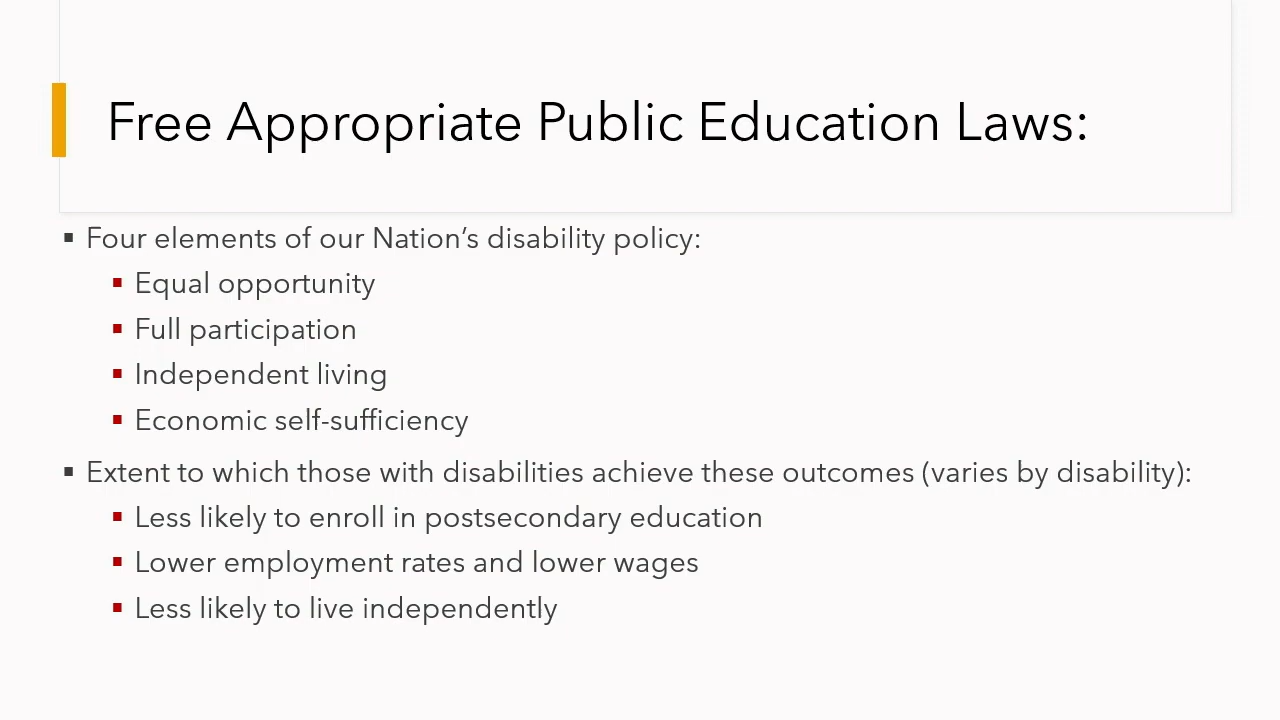 Free Appropriate Public Education Laws:
▪ Four elements of our Nation’s disability policy:
▪ Equal opportunity
▪ Full participation
▪ Independent living
▪ Economic self-sufficiency
▪ Extent to which those with disabilities achieve these outcomes (varies by disability):
▪ Less likely to enroll in postsecondary education
▪ Lower employment rates and lower wages
▪ Less likely to live independently